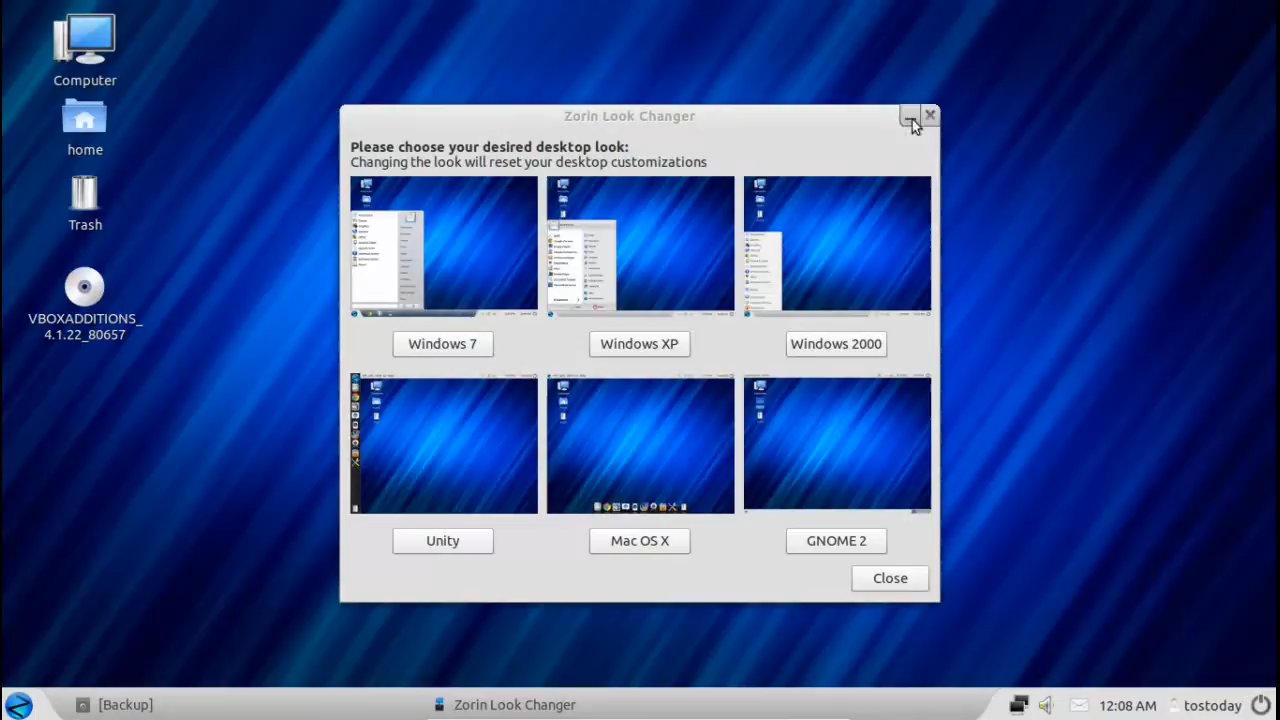 Computer
home
Trash
VBOXADDITIONS_
4.1.22_80657
Zorin Look Changer
Please choose your desired desktop look:
Changing the look will reset your desktop customizations
Windows 7
Windows XP
Windows 2000
Unity
Mac OS X
GNOME 2
Close
[Backup]
Zorin Look Changer
12:08 AM
tostoday